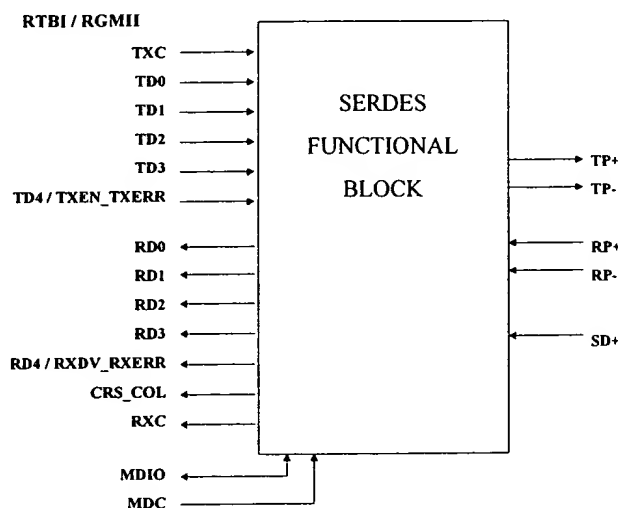 RTBI / RGMII
TXC
TD0
TD1
TD2
TD3
TD4 / TXEN_TXERR
RD0
RD1
RD2
RD3
RD4 / RXDV_RXERR
CRS_COL
RXC
MDIO
MDC
SERDES
FUNCTIONAL
BLOCK
TP+
TP-
RP+
RP-
SD+